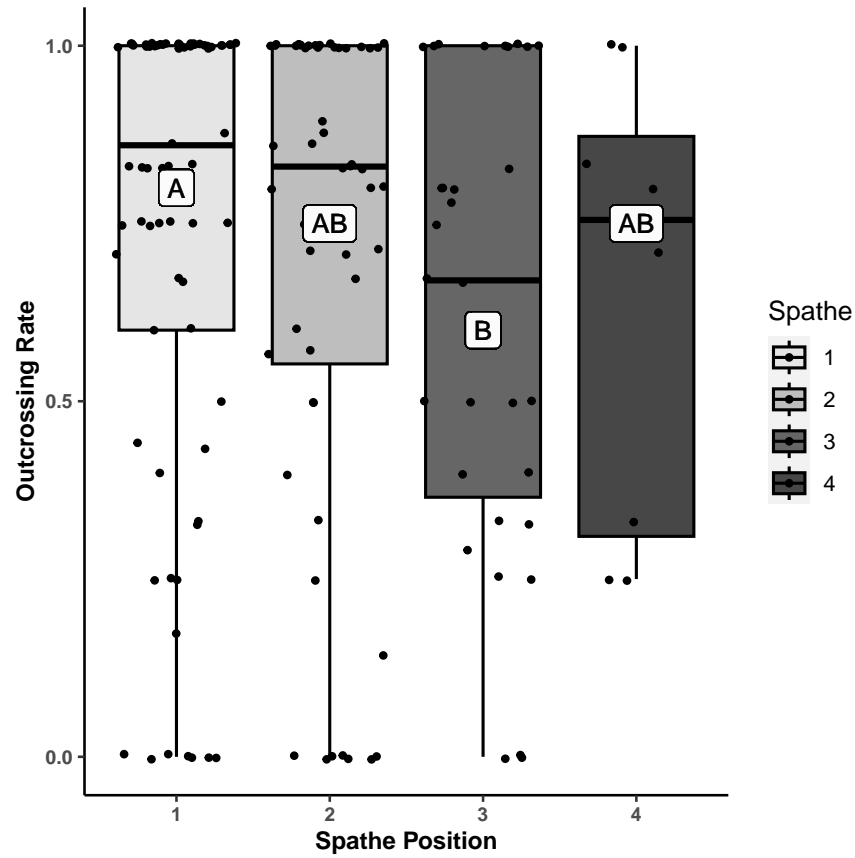 1.0
0.5
0.0
Outcrossing Rate
A
AB
B
AB
1 2 3 4
Spathe Position
Spathe
1
2
3
4